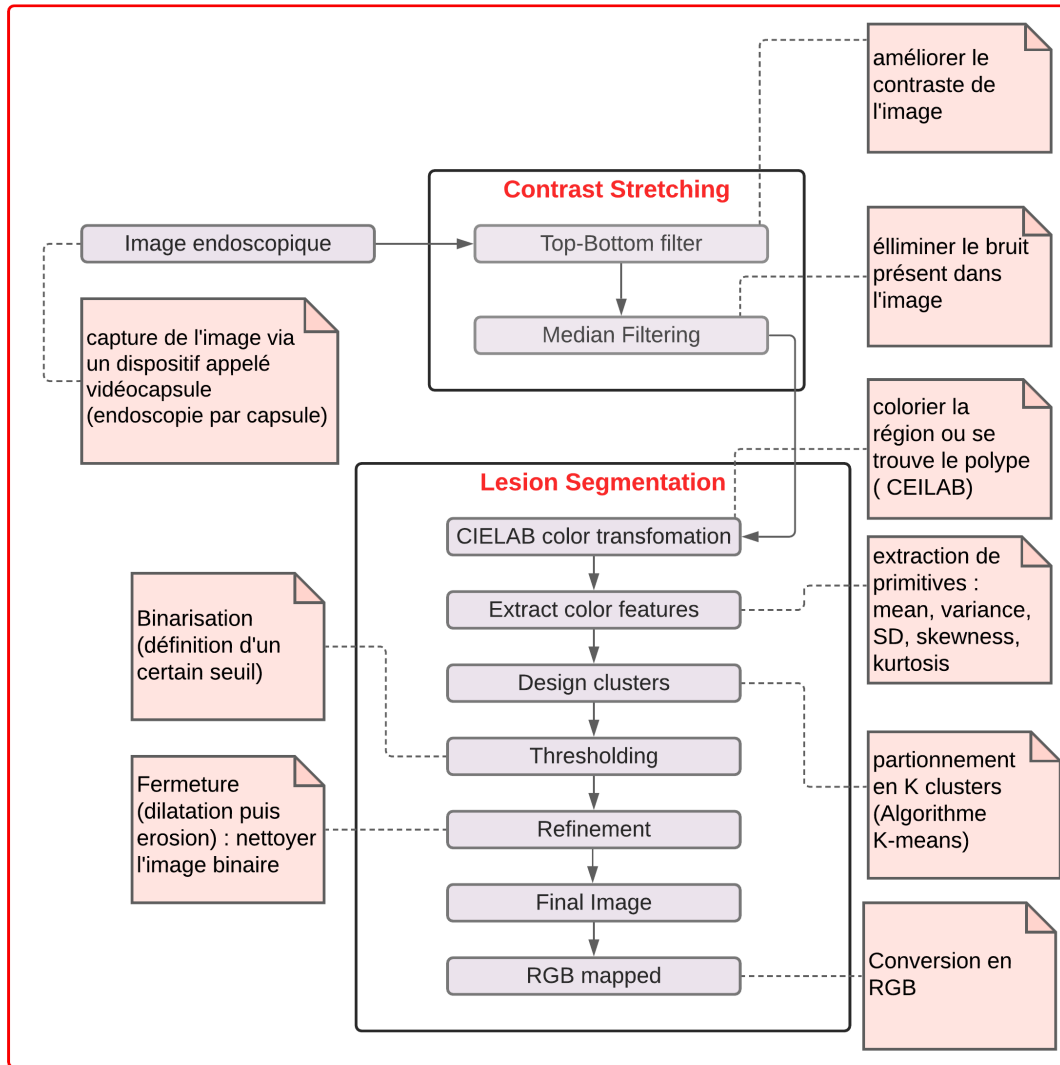 améliorer le
contraste de
l'image
Contrast Stretching
Image endoscopique
Top-Bottom filter
élliminer le bruit
présent dans
l'image
Median Filtering
capture de l'image via
un dispositif appelé
vidéocapsule
(endoscopie par capsule)
colorier la
région ou se
trouve le polype
( CEILAB)
Lesion Segmentation
CIELAB color transfomation
extraction de
primitives :
mean, variance,
SD, skewness,
kurtosis
Extract color features
Binarisation
(définition d'un
certain seuil)
Design clusters
Thresholding
partionnement
en K clusters
(Algorithme
K-means)
Fermeture
(dilatation puis
erosion) : nettoyer
l'image binaire
Refinement
Final Image
RGB mapped
Conversion en
RGB